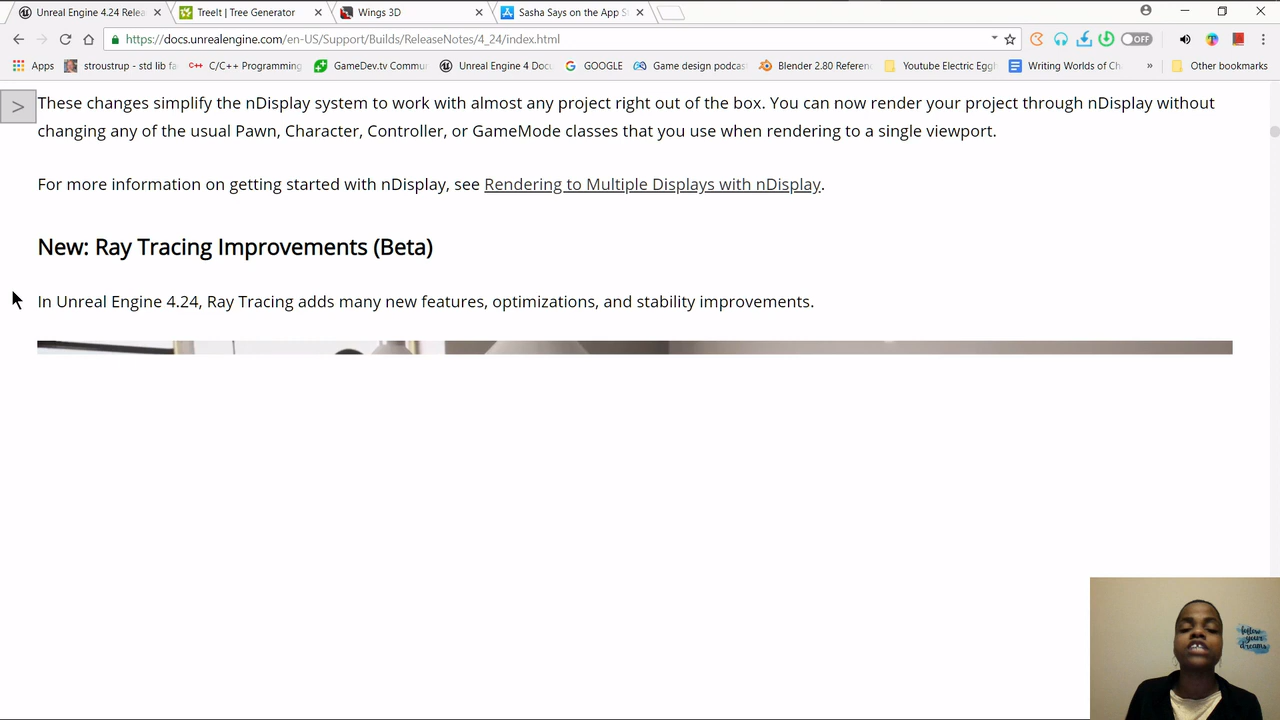 Unreal Engine 4.24 Relea
TreeIt | Tree Generator
Wings 3D
Sasha Says on the App S
https://docs.unrealengine.com/en-US/Support/Builds/ReleaseNotes/4_24/index.html
OFF
Apps
stroustrup - std lib fa
C/C++ Programming
GameDev.tv Commu
Unreal Engine 4 Docu
GOOGLE
Game design podcas
Blender 2.80 Referen
Youtube Electric Eggl
Writing Worlds of Ch
»
Other bookmarks
>
These changes simplify the nDisplay system to work with almost any project right out of the box. You can now render your project through nDisplay without
changing any of the usual Pawn, Character, Controller, or GameMode classes that you use when rendering to a single viewport.
For more information on getting started with nDisplay, see Rendering to Multiple Displays with nDisplay.
New: Ray Tracing Improvements (Beta)
In Unreal Engine 4.24, Ray Tracing adds many new features, optimizations, and stability improvements.
follow
your
dreams